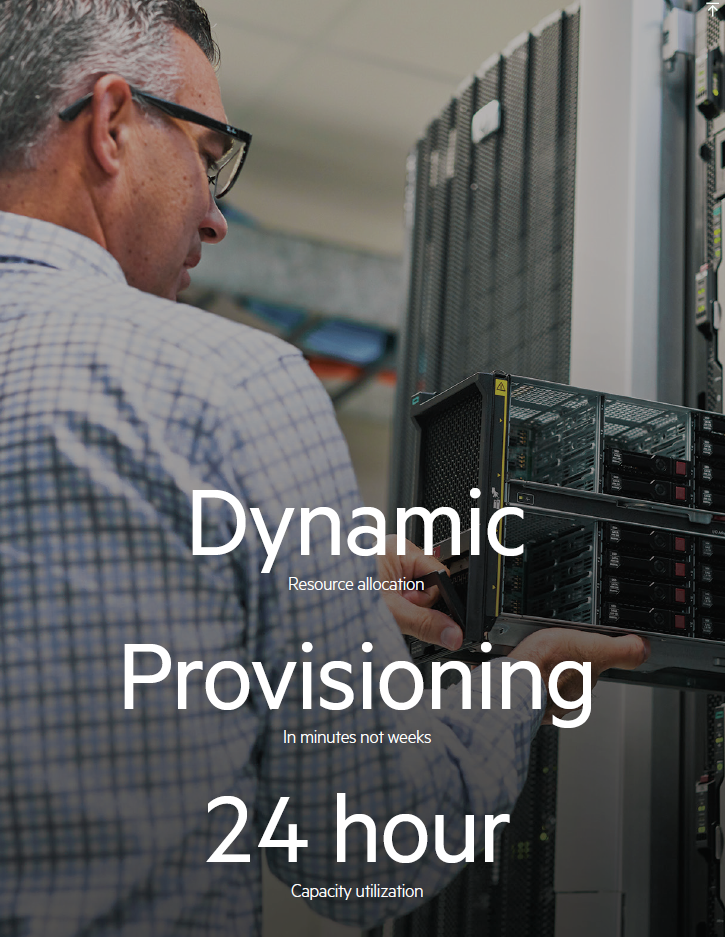 Dynamic
Resource allocation
Provisioning
In minutes not weeks
24 hour
Capacity utilization